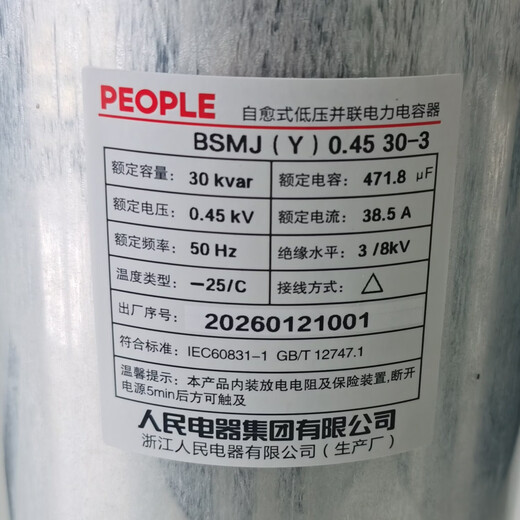 PEOPLE 自愈式低压并联电力电容器
BSMJ(Y)0.45 30-3
额定容量: 30 kvar 额定电容: 471.8 μF
额定电压: 0.45 kV 额定电流: 38.5 A
额定频率: 50 Hz 绝缘水平: 3/8kV
温度类型: -25/C 接线方式: △
出厂序号: 20260121001
符合标准: IEC60831-1 GB/T 12747.1
温馨提示: 本产品内装放电电阻及保险装置,断开
电源5min后方可触及
人民电器集团有限公司
浙江人民电器有限公司(生产厂)